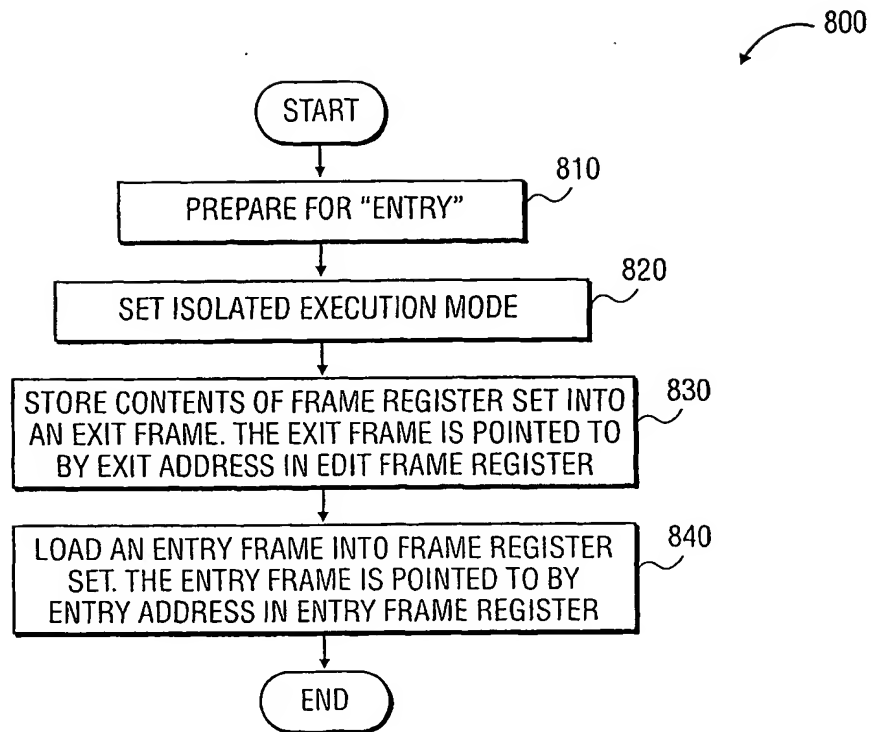 800
START
810
PREPARE FOR “ENTRY”
820
SET ISOLATED EXECUTION MODE
830
STORE CONTENTS OF FRAME REGISTER SET INTO
AN EXIT FRAME. THE EXIT FRAME IS POINTED TO
BY EXIT ADDRESS IN EDIT FRAME REGISTER
840
LOAD AN ENTRY FRAME INTO FRAME REGISTER
SET. THE ENTRY FRAME IS POINTED TO BY
ENTRY ADDRESS IN ENTRY FRAME REGISTER
END